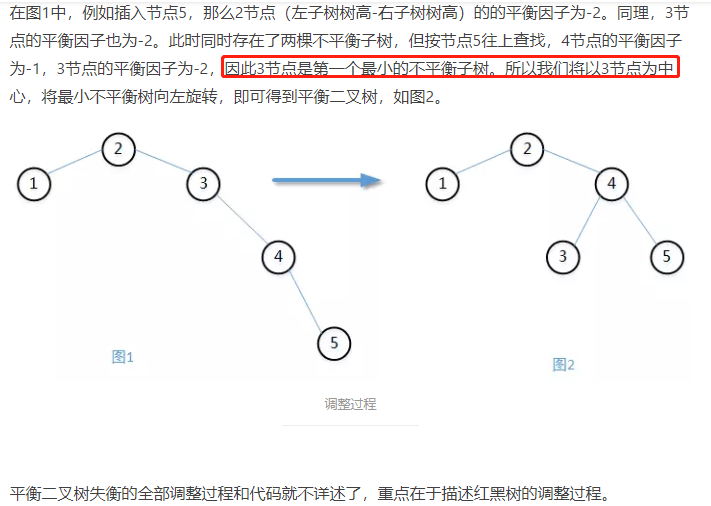 在图1中，例如插入节点5，那么2节点（左子树树高-右子树树高）的的平衡因子为-2。同理，3节
点的平衡因子也为-2。此时同时存在了两棵不平衡子树，但按节点5往上查找，4节点的平衡因子
为-1，3节点的平衡因子为-2，因此3节点是第一个最小的不平衡子树。所以我们将以3节点为中
心，将最小不平衡树向左旋转，即可得到平衡二叉树，如图2。
2
1
3
4
5
图1
2
1
4
3
5
图2
调整过程
平衡二叉树失衡的全部调整过程和代码就不详述了，重点在于描述红黑树的调整过程。